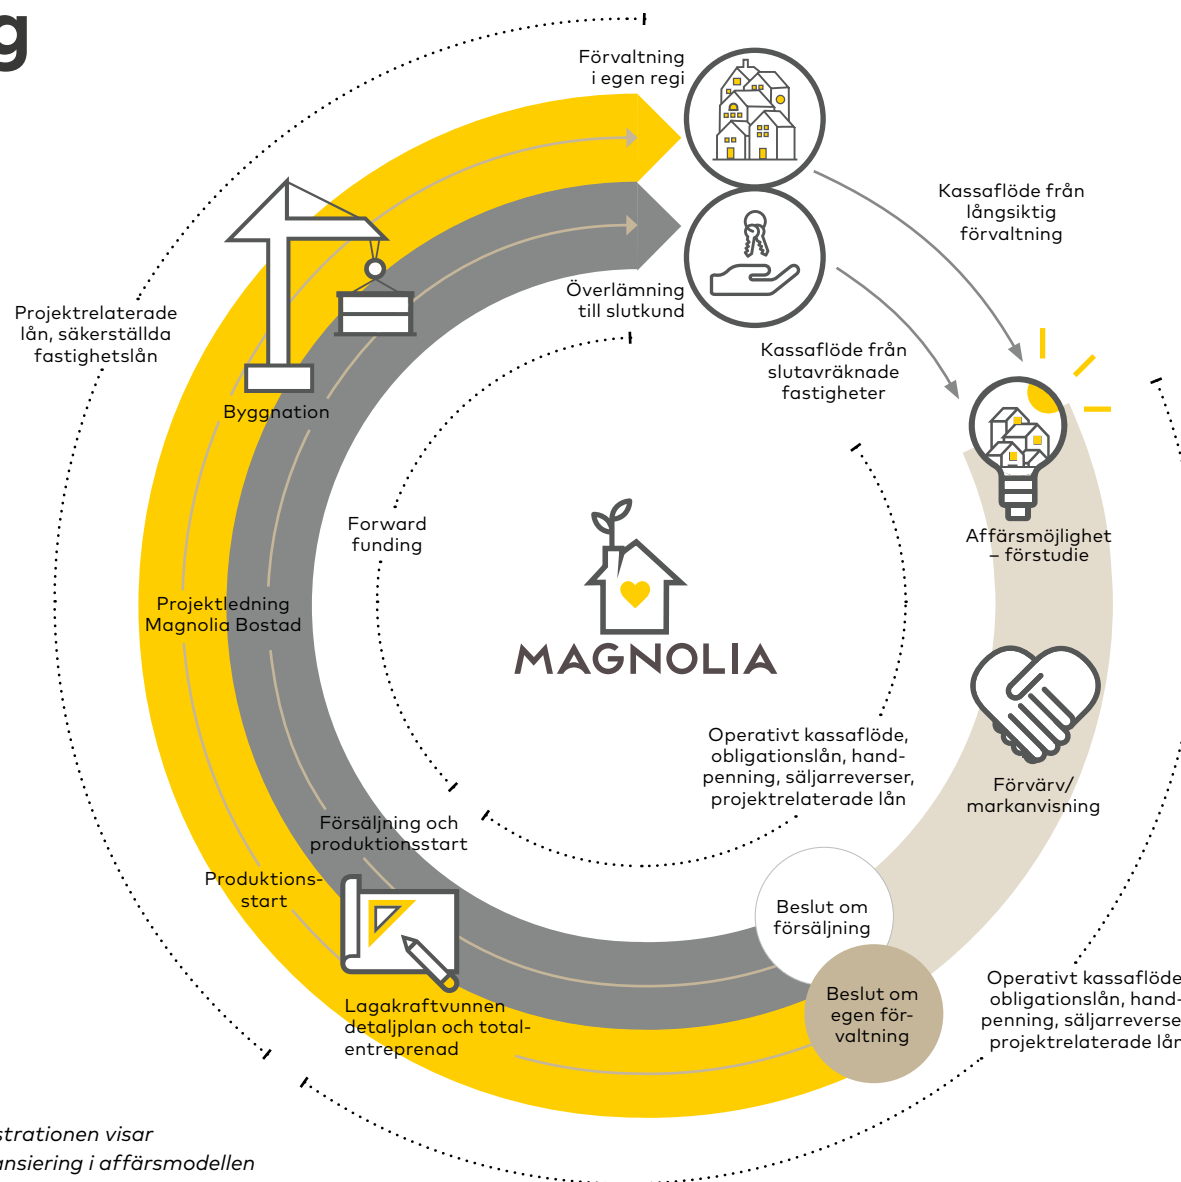 g
Förvaltning
i egen regi
Kassaflöde från
långsiktig
förvaltning
Överlämning
till slutkund
Kassaflöde från
slutavräknade
fastigheter
Projektrelaterade
lån, säkerställda
fastighetslån
Byggnation
Forward
funding
Affärsmöjlighet
– förstudie
Projektledning
Magnolia Bostad
MAGNOLIA
Operativt kassaflöde,
obligationslån, hand-
penning, säljarreverser,
projektrelaterade lån
Förvärv/
markanvisning
Försäljning och
produktionsstart
Produktions-
start
Beslut om
försäljning
Beslut om
egen för-
valtning
Lagakraftvunnen
detaljplan och total-
entreprenad
Operativt kassaflöde
obligationslån, hand-
penning, säljarreverse
projektrelaterade lån
strationen visar
ansiering i affärsmodellen